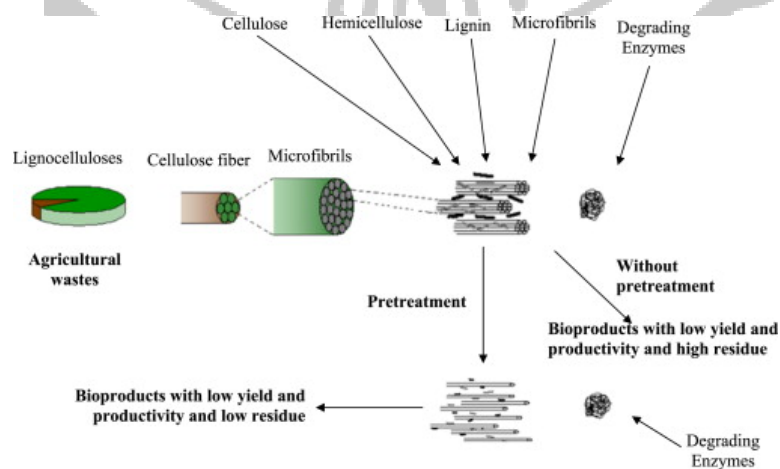 Cellulose
Hemicellulose
Lignin
Microfibrils
Degrading
Enzymes
Lignocelluloses
Cellulose fiber
Microfibrils
Agricultural
wastes
Pretreatment
Without
pretreatment
Bioproducts with low yield and
productivity and high residue
Bioproducts with low yield and
productivity and low residue
Degrading
Enzymes